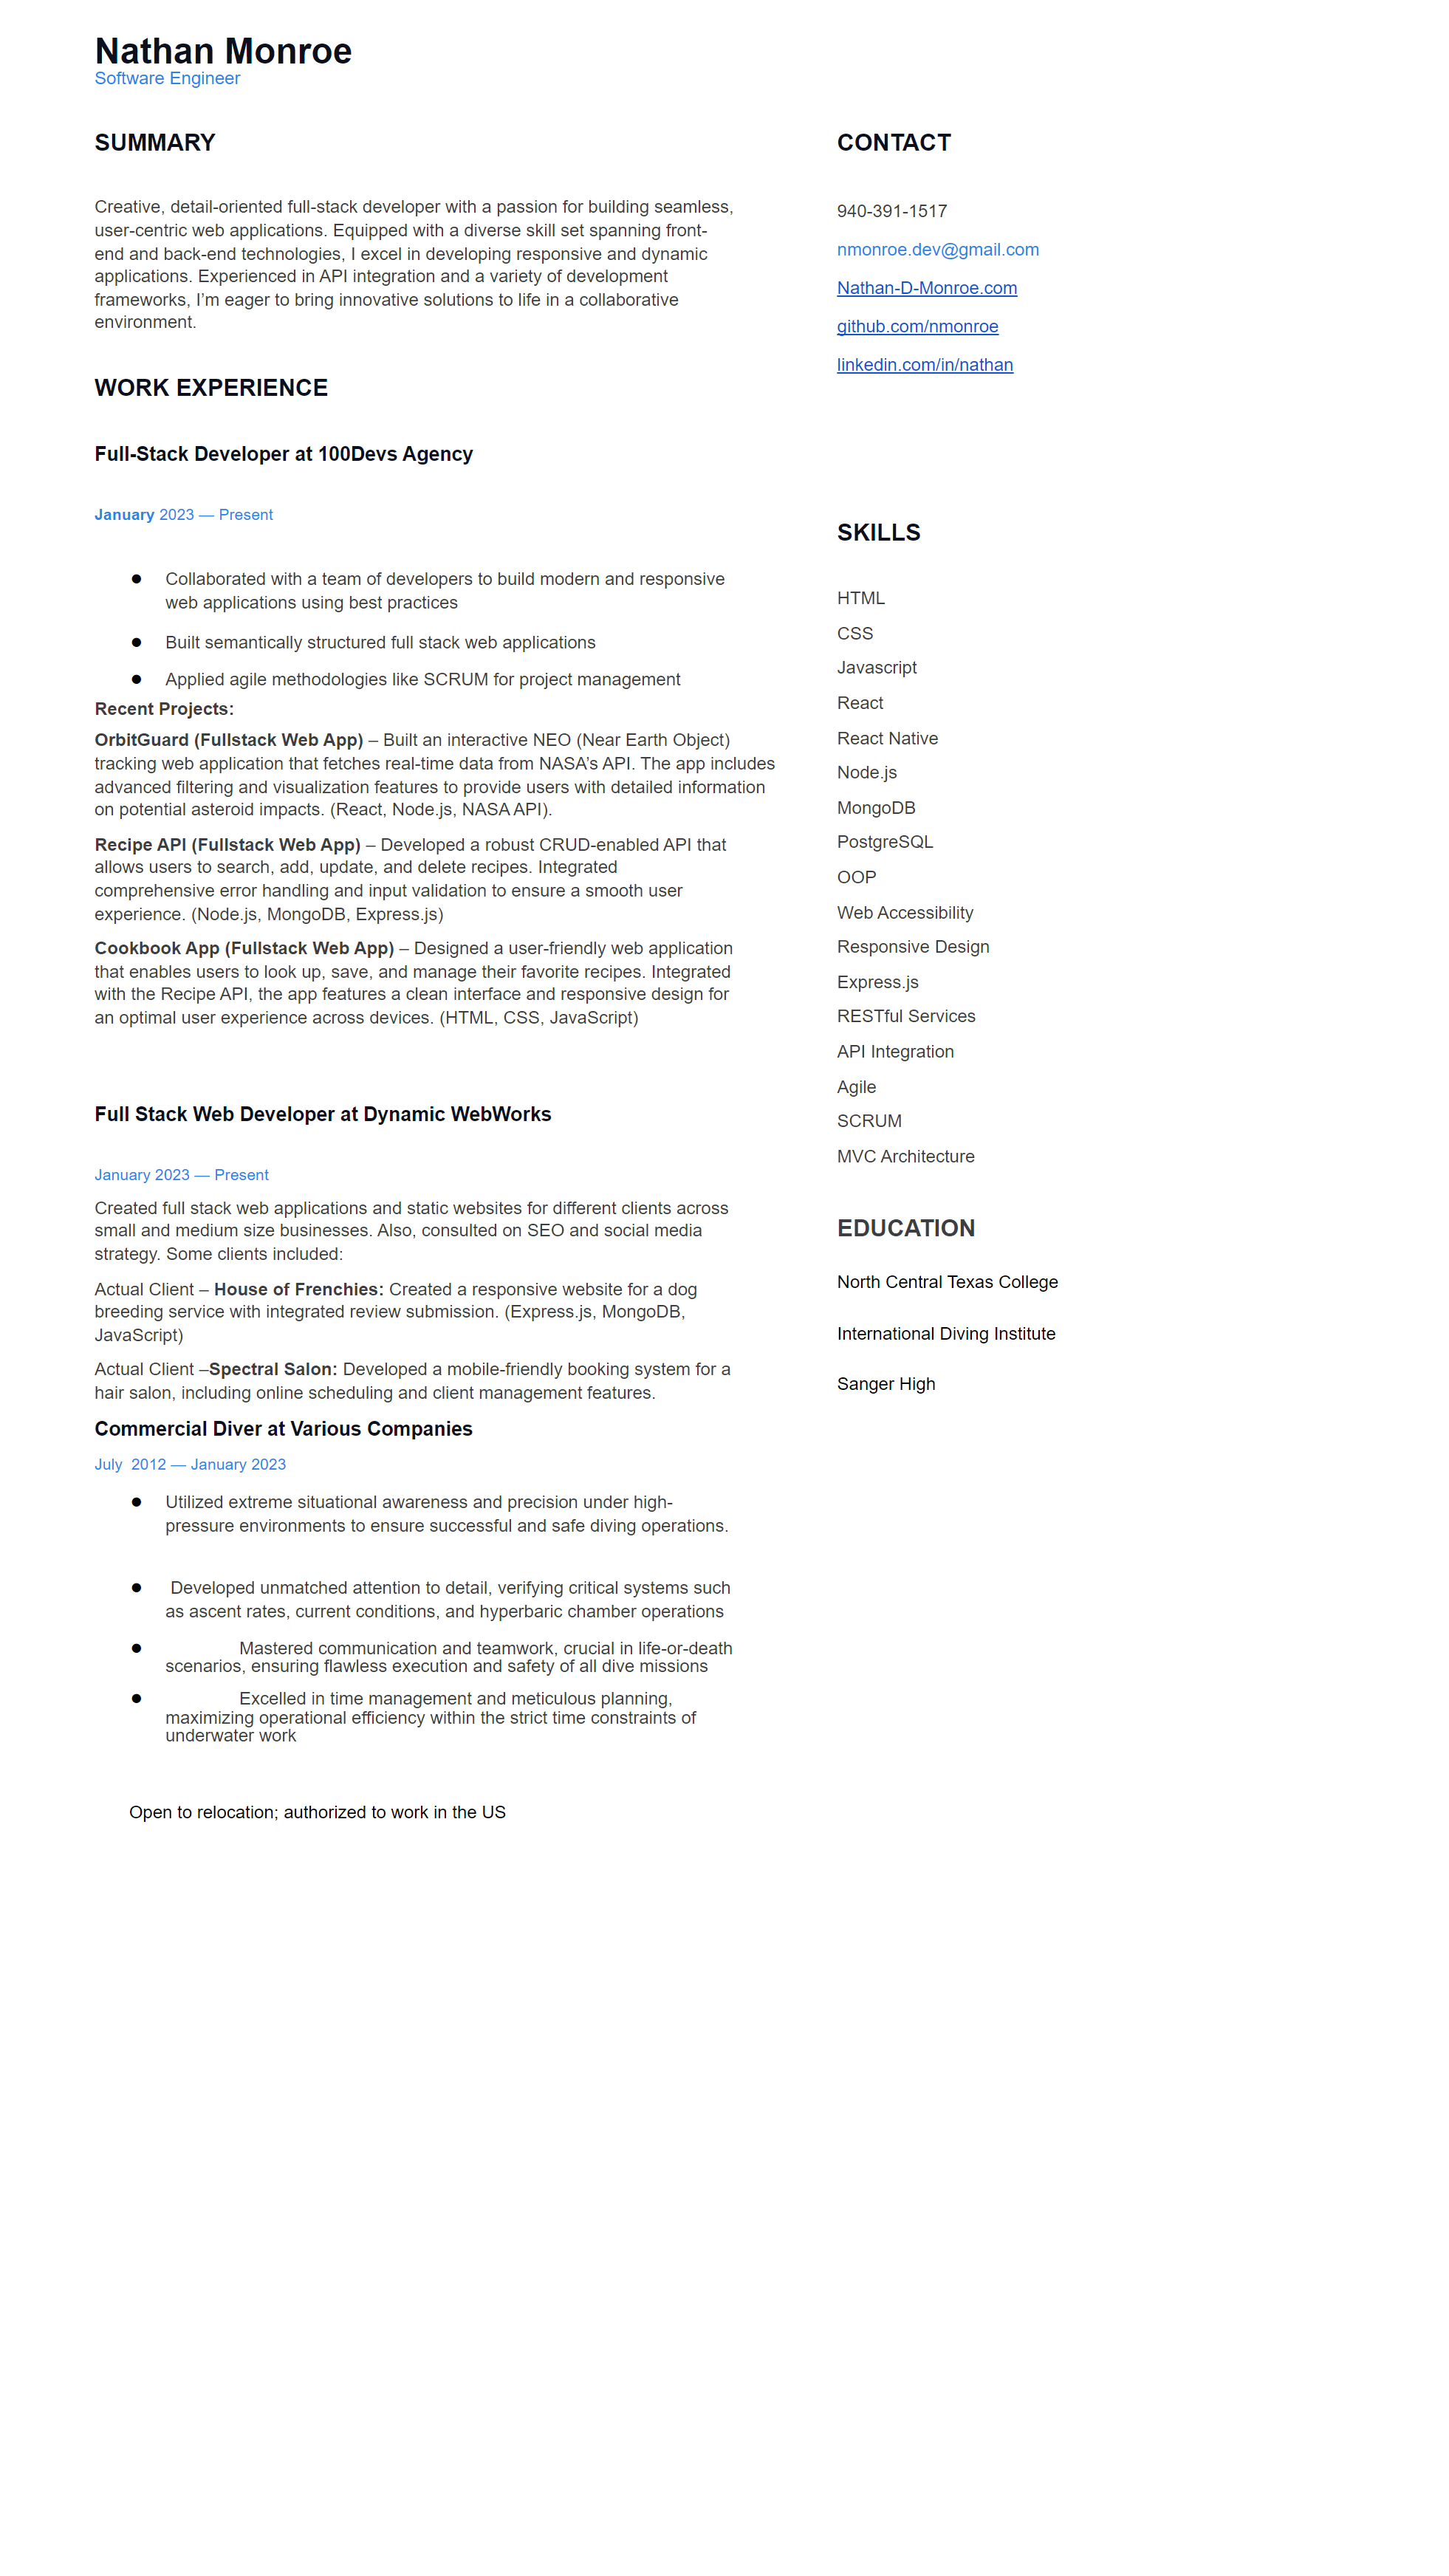 Nathan Monroe
Software Engineer
SUMMARY
Creative, detail-oriented full-stack developer with a passion for building seamless,
user-centric web applications. Equipped with a diverse skill set spanning front-
end and back-end technologies, I excel in developing responsive and dynamic
applications. Experienced in API integration and a variety of development
frameworks, I’m eager to bring innovative solutions to life in a collaborative
environment.
WORK EXPERIENCE
Full-Stack Developer at 100Devs Agency
January 2023 — Present
● Collaborated with a team of developers to build modern and responsive
web applications using best practices
● Built semantically structured full stack web applications
● Applied agile methodologies like SCRUM for project management
Recent Projects:
OrbitGuard (Fullstack Web App) – Built an interactive NEO (Near Earth Object)
tracking web application that fetches real-time data from NASA’s API. The app includes
advanced filtering and visualization features to provide users with detailed information
on potential asteroid impacts. (React, Node.js, NASA API).
Recipe API (Fullstack Web App) – Developed a robust CRUD-enabled API that
allows users to search, add, update, and delete recipes. Integrated
comprehensive error handling and input validation to ensure a smooth user
experience. (Node.js, MongoDB, Express.js)
Cookbook App (Fullstack Web App) – Designed a user-friendly web application
that enables users to look up, save, and manage their favorite recipes. Integrated
with the Recipe API, the app features a clean interface and responsive design for
an optimal user experience across devices. (HTML, CSS, JavaScript)
Full Stack Web Developer at Dynamic WebWorks
January 2023 — Present
Created full stack web applications and static websites for different clients across
small and medium size businesses. Also, consulted on SEO and social media
strategy. Some clients included:
Actual Client – House of Frenchies: Created a responsive website for a dog
breeding service with integrated review submission. (Express.js, MongoDB,
JavaScript)
Actual Client –Spectral Salon: Developed a mobile-friendly booking system for a
hair salon, including online scheduling and client management features.
Commercial Diver at Various Companies
July  2012 — January 2023
● Utilized extreme situational awareness and precision under high-
pressure environments to ensure successful and safe diving operations.
● Developed unmatched attention to detail, verifying critical systems such
as ascent rates, current conditions, and hyperbaric chamber operations
● Mastered communication and teamwork, crucial in life-or-death
scenarios, ensuring flawless execution and safety of all dive missions
● Excelled in time management and meticulous planning,
maximizing operational efficiency within the strict time constraints of
underwater work
Open to relocation; authorized to work in the US
CONTACT
940-391-1517
nmonroe.dev@gmail.com
Nathan-D-Monroe.com
github.com/nmonroe
linkedin.com/in/nathan
SKILLS
HTML
CSS
Javascript
React
React Native
Node.js
MongoDB
PostgreSQL
OOP
Web Accessibility
Responsive Design
Express.js
RESTful Services
API Integration
Agile
SCRUM
MVC Architecture
EDUCATION
North Central Texas College
International Diving Institute
Sanger High